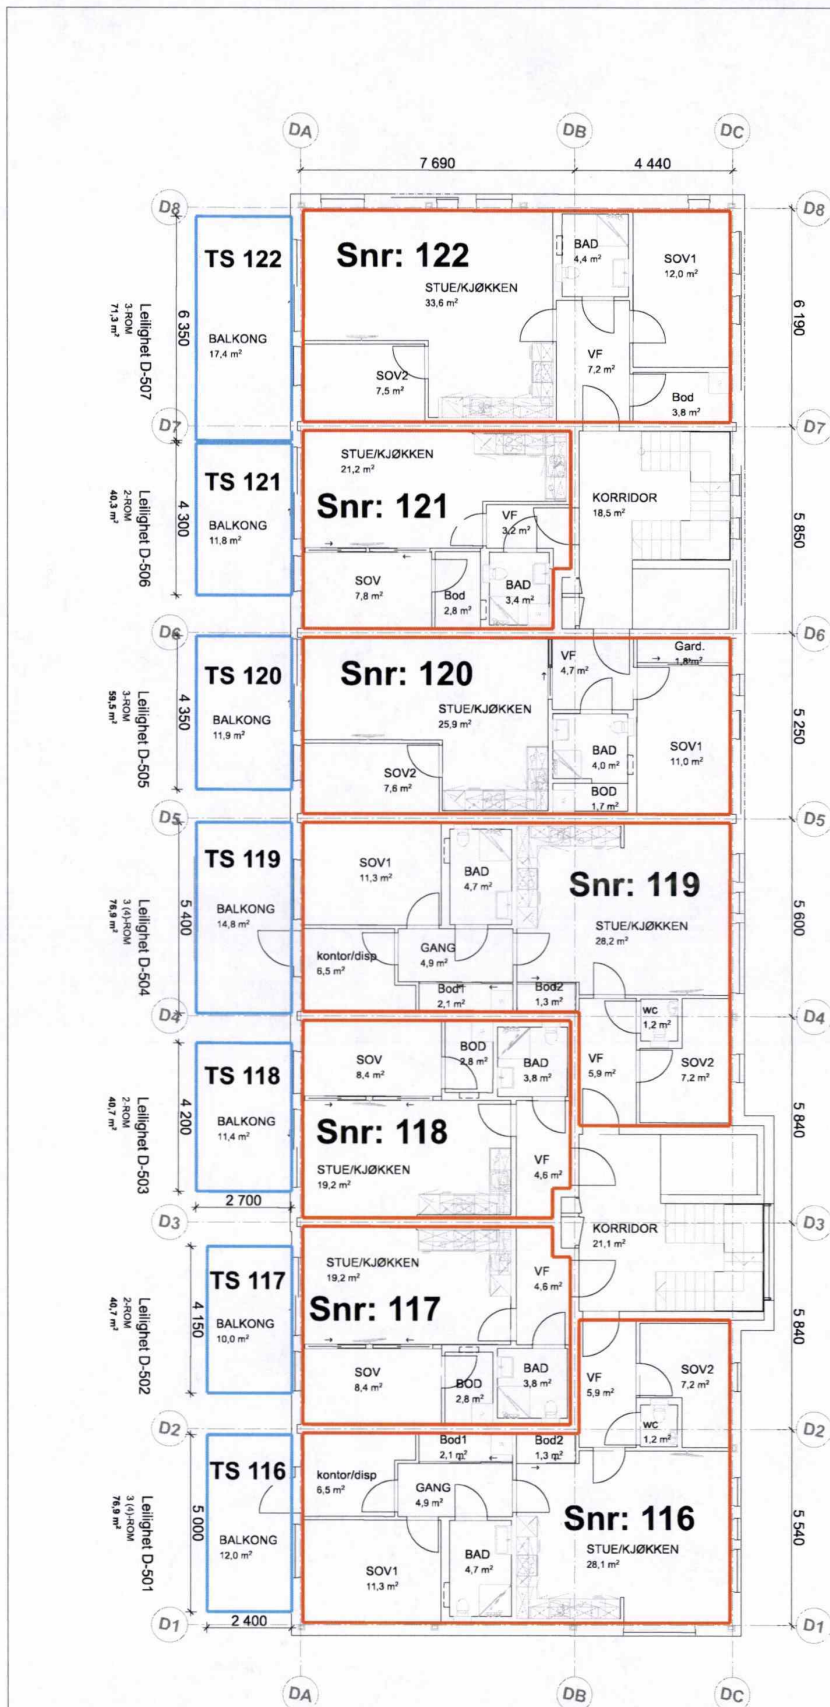 DA
DB
DC
7 690
4 440
D8
D8
TS 122
BALKONG
17,4 m²
6 350
Leilighet D-507
3-ROM
71,3 m²
Snr: 122
STUE/KJØKKEN
33,6 m²
BAD
4,4 m²
SOV1
12,0 m²
SOV2
7,5 m²
VF
7,2 m²
Bod
3,8 m²
6 190
D7
D7
TS 121
BALKONG
11,8 m²
4 300
Leilighet D-506
2-ROM
40,3 m²
STUE/KJØKKEN
21,2 m²
Snr: 121
VF
3,2 m²
SOV
7,8 m²
Bod
2,8 m²
BAD
3,4 m²
KORRIDOR
18,5 m²
5 850
D6
D6
TS 120
BALKONG
11,9 m²
4 350
Leilighet D-505
3-ROM
59,5 m²
Snr: 120
STUE/KJØKKEN
25,9 m²
VF
4,7 m²
Gard.
1,8 m²
SOV2
7,6 m²
BAD
4,0 m²
SOV1
11,0 m²
BOD
1,7 m²
5 250
D5
D5
TS 119
BALKONG
14,8 m²
5 400
Leilighet D-504
3 (4)-ROM
76,9 m²
SOV1
11,3 m²
BAD
4,7 m²
Snr: 119
STUE/KJØKKEN
28,2 m²
kontor/disp
6,5 m²
GANG
4,9 m²
Bod1
2,1 m²
Bod2
1,3 m²
5 600
D4
D4
wc
1,2 m²
VF
5,9 m²
SOV2
7,2 m²
TS 118
BALKONG
11,4 m²
4 200
2 700
Leilighet D-503
2-ROM
40,7 m²
SOV
8,4 m²
BOD
2,8 m²
BAD
3,8 m²
Snr: 118
STUE/KJØKKEN
19,2 m²
VF
4,6 m²
5 840
D3
D3
KORRIDOR
21,1 m²
TS 117
BALKONG
10,0 m²
4 150
Leilighet D-502
2-ROM
40,7 m²
STUE/KJØKKEN
19,2 m²
Snr: 117
VF
4,6 m²
SOV
8,4 m²
BOD
2,8 m²
BAD
3,8 m²
5 840
VF
5,9 m²
SOV2
7,2 m²
wc
1,2 m²
D2
D2
TS 116
BALKONG
12,0 m²
5 000
2 400
Leilighet D-501
3 (4)-ROM
76,9 m²
kontor/disp
6,5 m²
Bod1
2,1 m²
Bod2
1,3 m²
GANG
4,9 m²
Snr: 116
STUE/KJØKKEN
28,1 m²
SOV1
11,3 m²
BAD
4,7 m²
5 540
D1
D1
DA
DB
DC